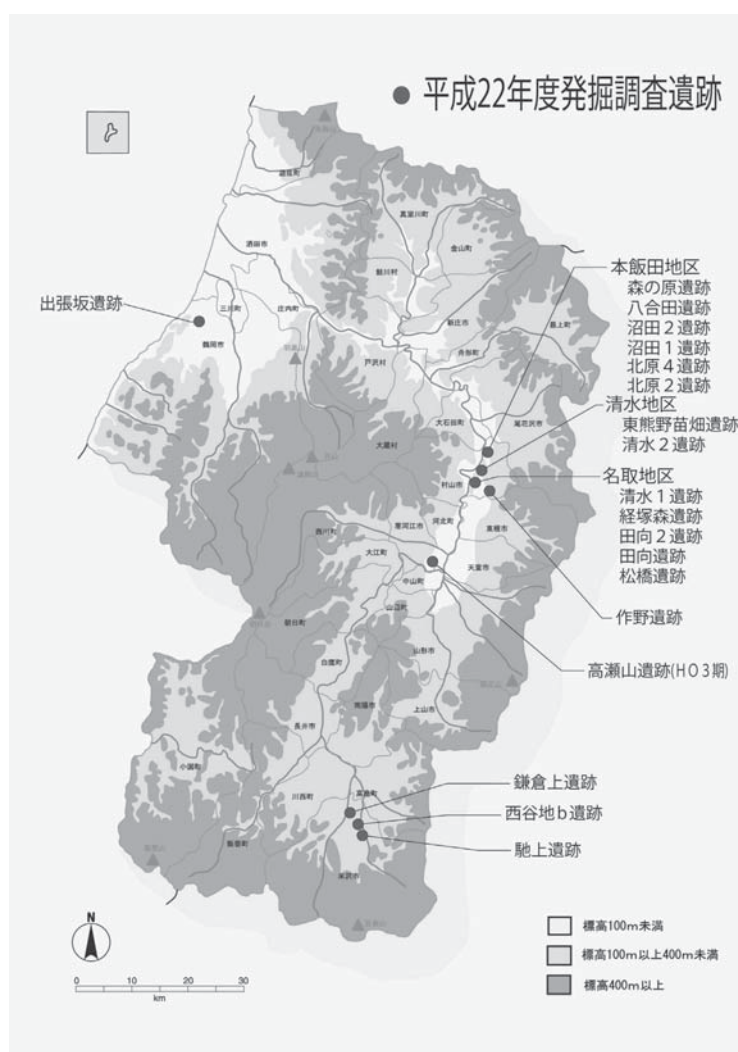 ● 平成22年度発掘調査遺跡
遊佐町
真室川町
金山町
酒田市
鮭川村
本飯田地区
森の原遺跡
八合田遺跡
沼田２遺跡
沼田１遺跡
北原４遺跡
北原２遺跡
出張坂遺跡
三川町
庄内町
新庄市
最上町
鶴岡市
戸沢村
舟形町
清水地区
東熊野苗畑遺跡
清水２遺跡
大石田町
尾花沢市
大蔵村
月山
村山市
名取地区
清水１遺跡
経塚森遺跡
田向２遺跡
田向遺跡
松橋遺跡
西川町
寒河江市
河北町
東根市
大江町
天童市
中山町
作野遺跡
山辺町
朝日町
山形市
高瀬山遺跡(HO３期)
白鷹町
南陽市
上山市
長井市
小国町
川西町
高畠町
鎌倉上遺跡
西谷地b遺跡
馳上遺跡
飯豊町
米沢市
N
0 10 20 30
km
標高100m未満
標高100m以上400m未満
標高400m以上